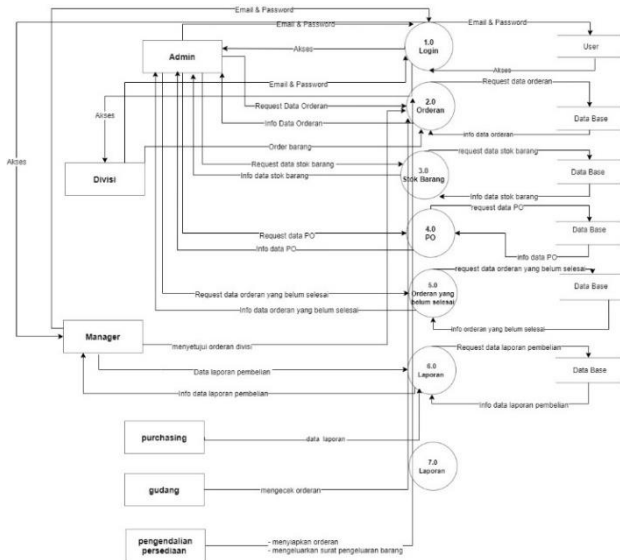 Email & Password
Email & Password
Email & Password
Admin
Akses
1.0
Login
User
Akses
Email & Password
Request data orderan
Akses
Request Data Orderan
2.0
Orderan
Data Base
Info Data Orderan
info data orderan
Order barang
Akses
Divisi
Request data stok barang
request data stok barang
Info data stok barang
3.0
Stok Barang
Data Base
Info data stok barang
request data PO
4.0
PO
Request data PO
Data Base
Info data PO
info data PO
request data orderan yang belum selesai
5.0
Orderan yang
belum selesai
Request data orderan yang belum selesai
Data Base
Info data orderan yang belum selesai
Info orderan yang belum selesai
Manager
menyetujui orderan divisi
Request data laporan pembelian
Data laporan pembelian
6.0
Laporan
Data Base
Info data laporan pembelian
Info data laporan pembelian
purchasing
data laporan
7.0
Laporan
gudang
mengecek orderan
pengendalian
persediaan
- menyiapkan orderan
- mengeluarkan surat pengeluaran barang